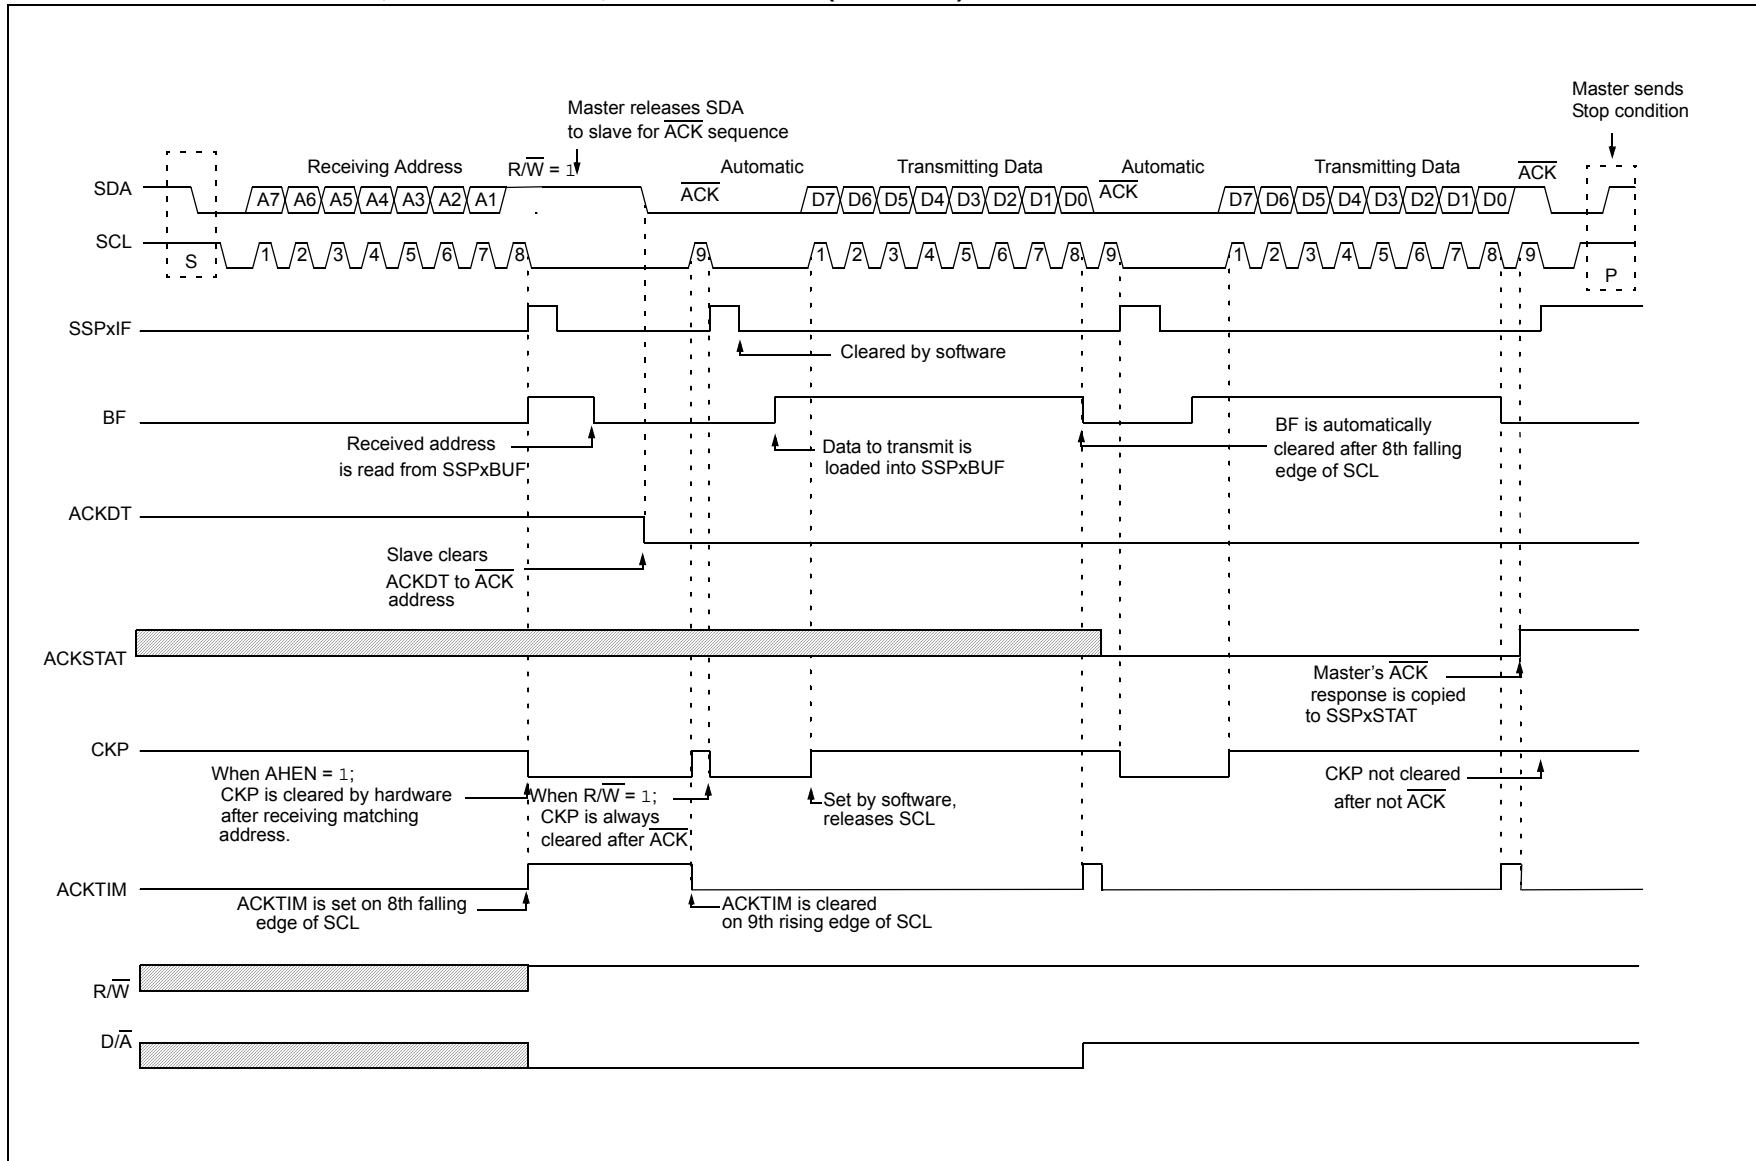 Master sends
Stop condition
Master releases SDA
to slave for ACK sequence
Receiving Address
R/W = 1
Automatic
Transmitting Data
Automatic
Transmitting Data
ACK
SDA
A7 A6 A5 A4 A3 A2 A1
ACK
D7 D6 D5 D4 D3 D2 D1 D0
ACK
D7 D6 D5 D4 D3 D2 D1 D0
SCL
S
1 2 3 4 5 6 7 8 9
1 2 3 4 5 6 7 8 9
1 2 3 4 5 6 7 8 9
P
SSPxIF
Cleared by software
BF
Received address
is read from SSPxBUF
Data to transmit is
loaded into SSPxBUF
BF is automatically
cleared after 8th falling
edge of SCL
ACKDT
Slave clears
ACKDT to ACK
address
ACKSTAT
Master's ACK
response is copied
to SSPxSTAT
CKP
When AHEN = 1;
CKP is cleared by hardware
after receiving matching
address.
When R/W = 1;
CKP is always
cleared after ACK
Set by software,
releases SCL
CKP not cleared
after not ACK
ACKTIM
ACKTIM is set on 8th falling
edge of SCL
ACKTIM is cleared
on 9th rising edge of SCL
R/W
D/A